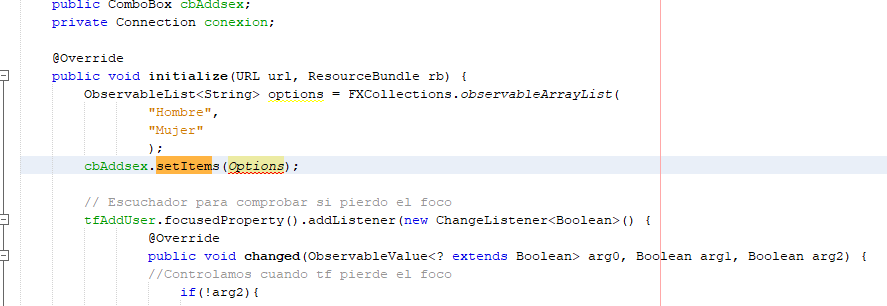 public ComboBox cbAddsex;
private Connection conexion;
@Override
public void initialize(URL url, ResourceBundle rb) {
ObservableList<String> options = FXCollections.observableArrayList(
"Hombre",
"Mujer"
);
cbAddsex.setItems(Options);
// Escuchador para comprobar si pierdo el foco
tfAddUser.focusedProperty().addListener(new ChangeListener<Boolean>() {
@Override
public void changed(ObservableValue<? extends Boolean> arg0, Boolean arg1, Boolean arg2) {
//Controlamos cuando tf pierde el foco
if(!arg2){